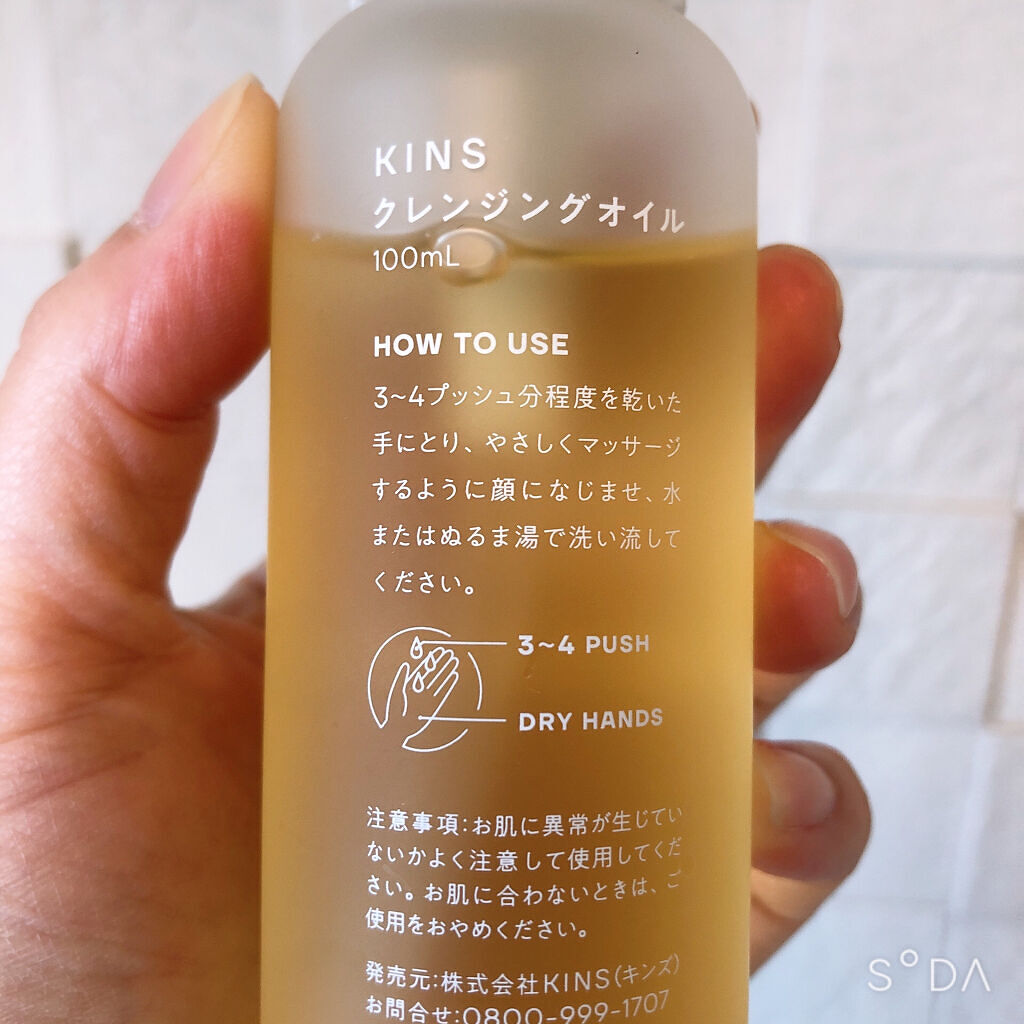 KINS
クレンジングオイル
100mL
HOW TO USE
3~4プッシュ分程度を乾いた
手にとり、やさしくマッサージ
するように顔になじませ、水
またはぬるま湯で洗い流して
ください。
3~4 PUSH
DRY HANDS
注意事項:お肌に異常が生じてい
ないかよく注意して使用してくだ
さい。お肌に合わないときは、ご
使用をおやめください。
発売元:株式会社KINS(キンズ)
お問合せ:0800-999-1707
SODA